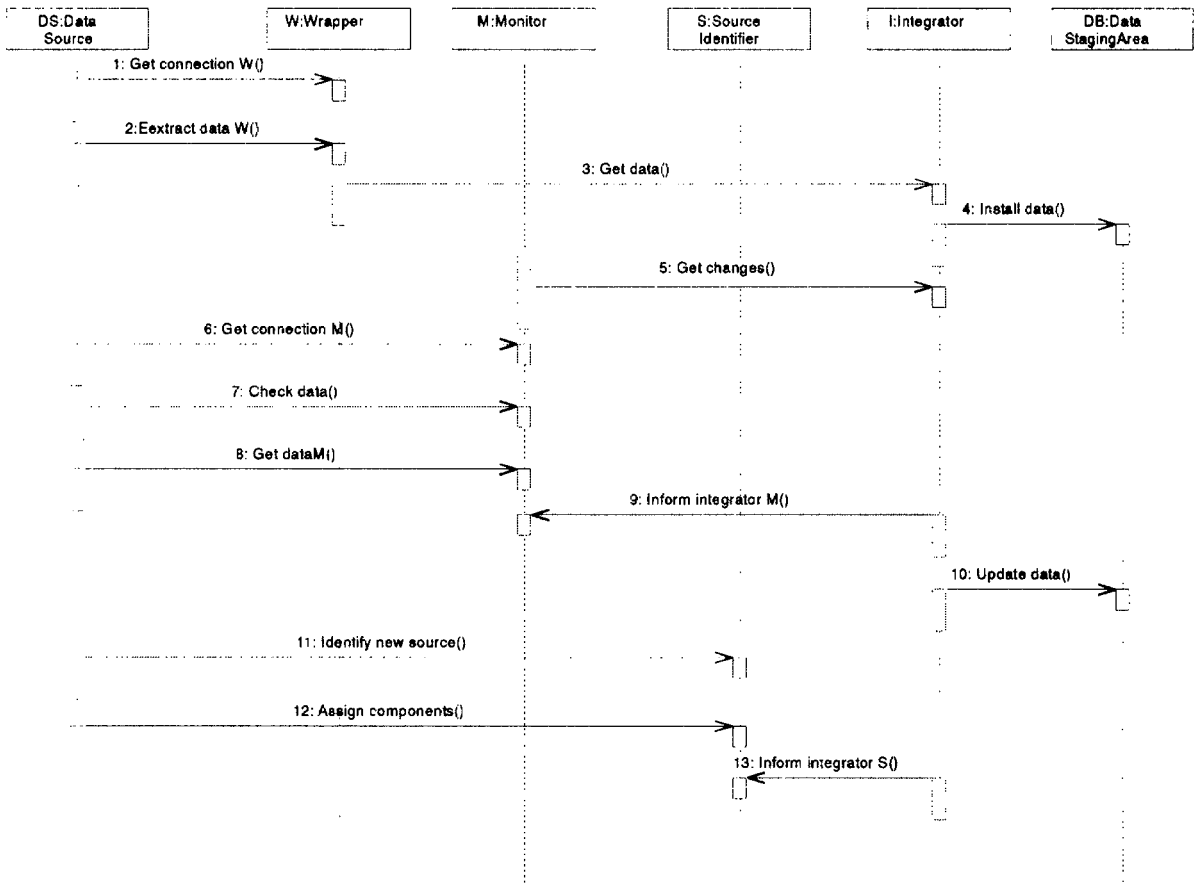 DS:Data
Source
W:Wrapper
M:Monitor
S:Source
Identifier
I:Integrator
DB:Data
StagingArea
1: Get connection W()
2:Eextract data W()
3: Get data()
4: Install data()
5: Get changes()
6: Get connection M()
7: Check data()
8: Get dataM()
9: Inform integrator M()
10: Update data()
11: Identify new source()
12: Assign components()
13: Inform integrator S()